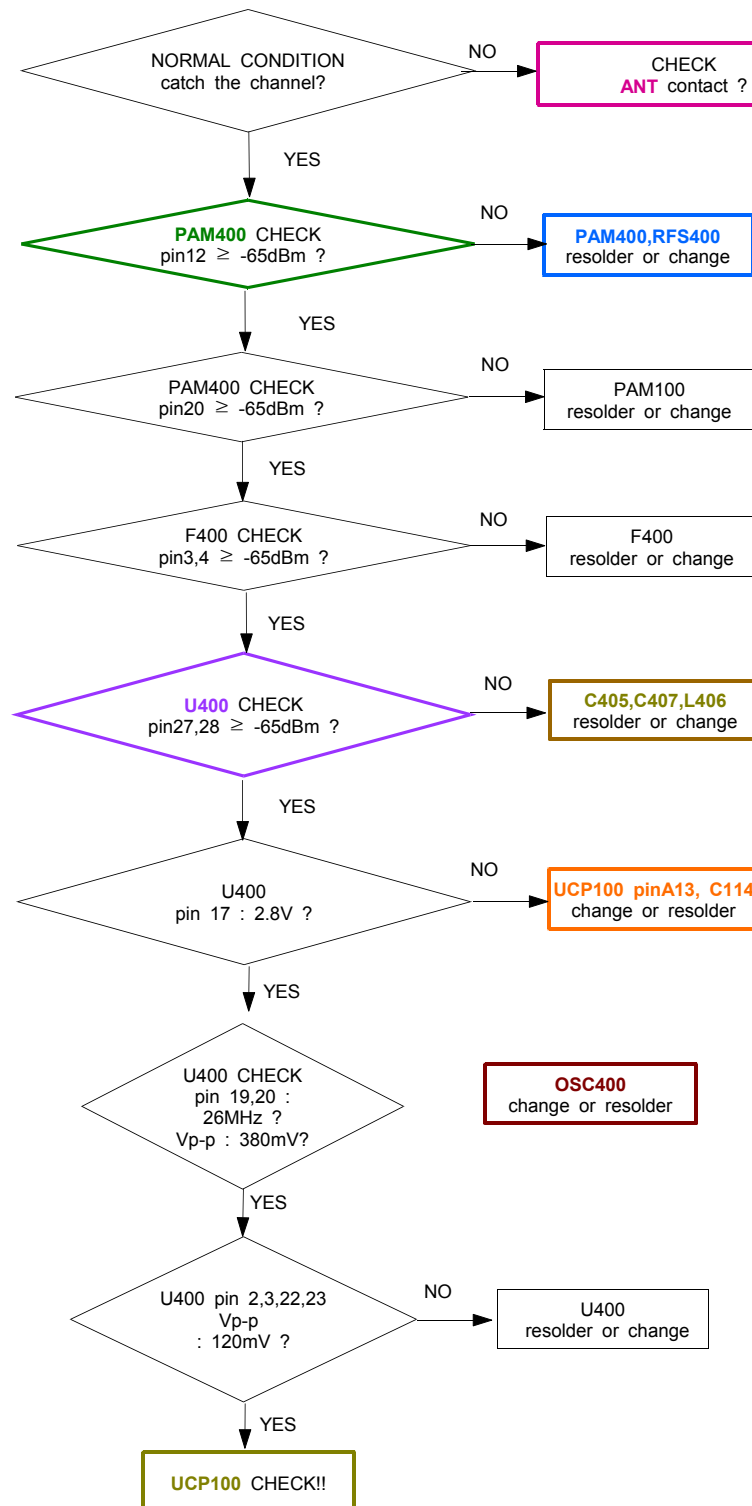 NORMAL CONDITION
catch the channel?
NO
CHECK
ANT contact ?
YES
PAM400 CHECK
pin12 ≥ -65dBm ?
NO
PAM400,RFS400
resolder or change
YES
PAM400 CHECK
pin20 ≥ -65dBm ?
NO
PAM100
resolder or change
YES
F400 CHECK
pin3,4 ≥ -65dBm ?
NO
F400
resolder or change
YES
U400 CHECK
pin27,28 ≥ -65dBm ?
NO
C405,C407,L406
resolder or change
YES
U400
pin 17 : 2.8V ?
NO
UCP100 pinA13, C114
change or resolder
YES
U400 CHECK
pin 19,20 :
26MHz ?
Vp-p : 380mV?
OSC400
change or resolder
YES
U400 pin 2,3,22,23
Vp-p
: 120mV ?
NO
U400
resolder or change
YES
UCP100 CHECK!!